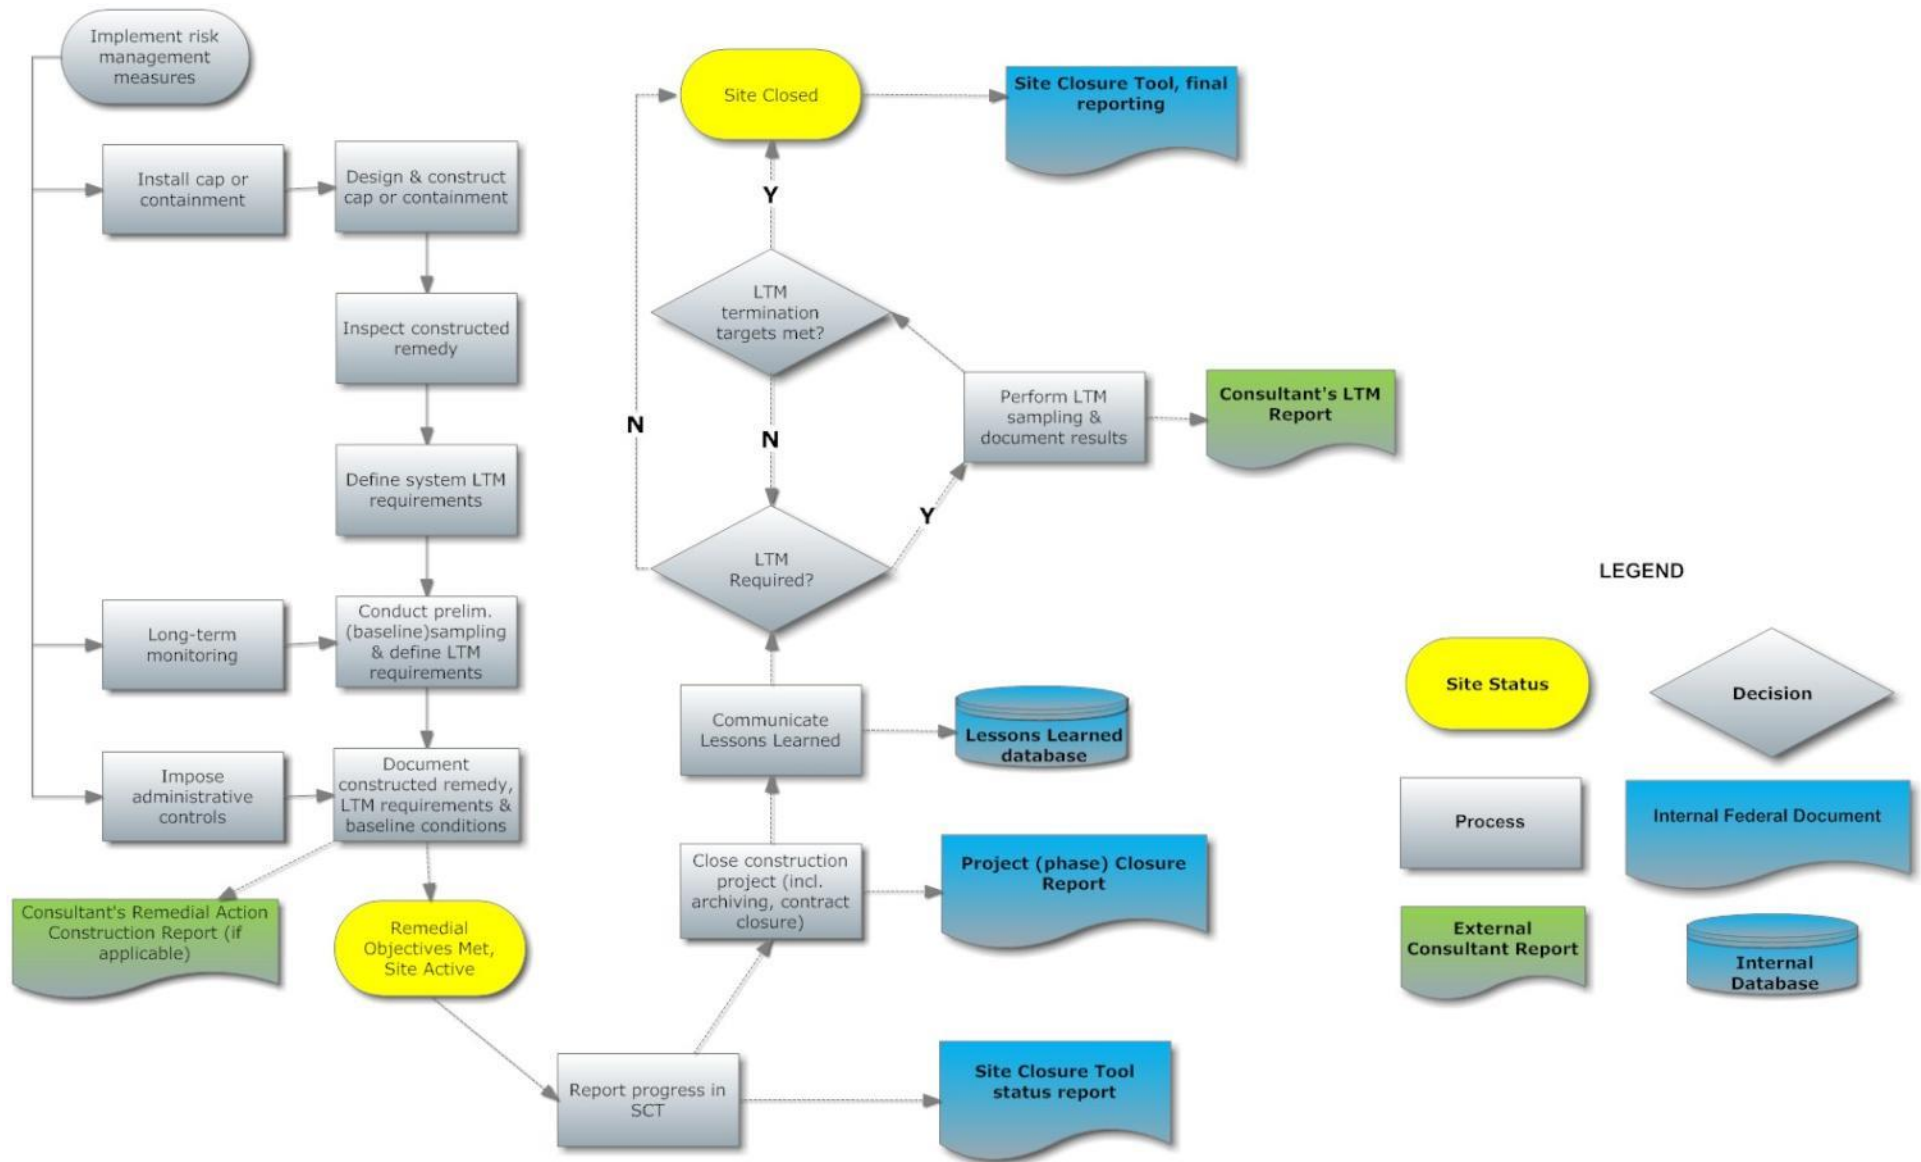 Implement risk
management
measures
Install cap or
containment
Design & construct
cap or containment
Inspect constructed
remedy
Define system LTM
requirements
Long-term
monitoring
Conduct prelim.
(baseline)sampling
& define LTM
requirements
Impose
administrative
controls
Document
constructed remedy,
LTM requirements &
baseline conditions
Consultant's Remedial Action
Construction Report (if
applicable)
Remedial
Objectives Met,
Site Active
Report progress in
SCT
Site Closure Tool
status report
Close construction
project (incl.
archiving, contract
closure)
Project (phase) Closure
Report
Communicate
Lessons Learned
Lessons Learned
database
LTM
Required?
Y
N
Perform LTM
sampling &
document results
Consultant's LTM
Report
LTM
termination
targets met?
N
Y
Site Closed
Site Closure Tool, final
reporting
LEGEND
Site Status
Decision
Process
Internal Federal Document
External
Consultant Report
Internal
Database